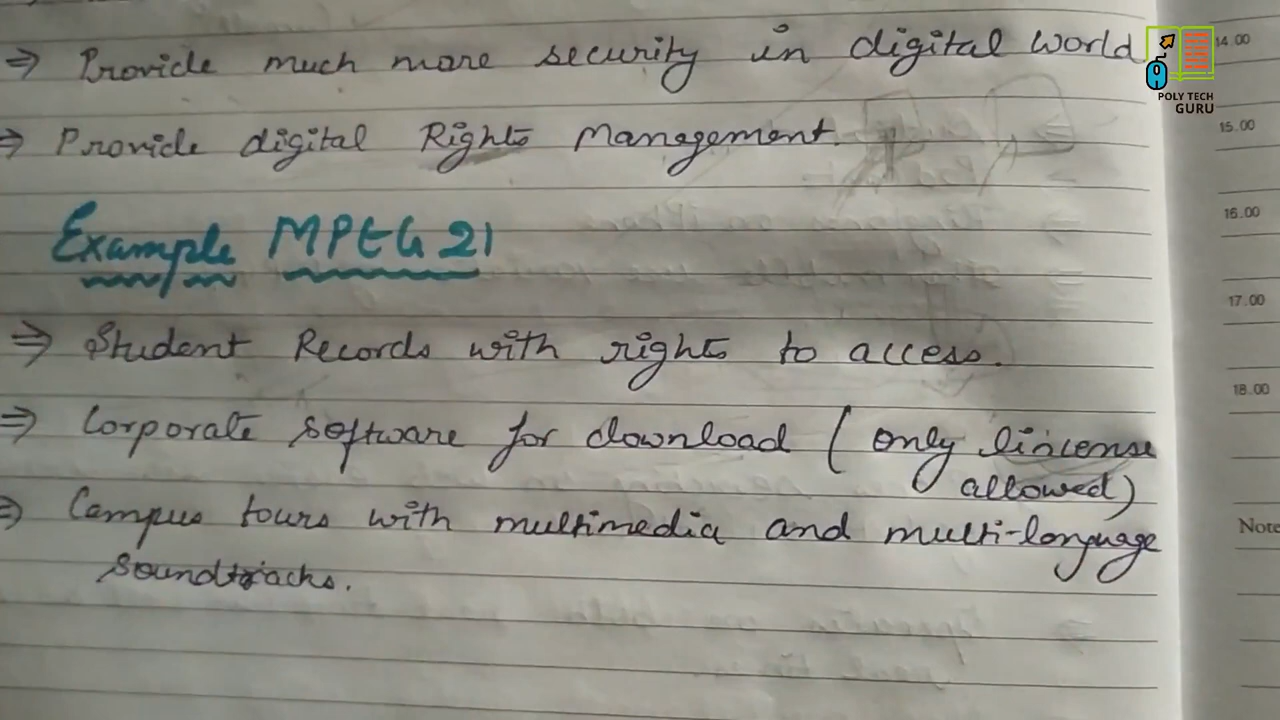 ⇒ Provide much more security in digital world
⇒ Provide digital Rights Management.
Example MPEG 21
⇒ Student Records with rights to access.
⇒ Corporate software for download ( only lincense
allowed)
⇒ Campus tours with multimedia and multi-language
soundtracks.
POLY TECH
GURU
14.00
15.00
16.00
17.00
18.00
Note